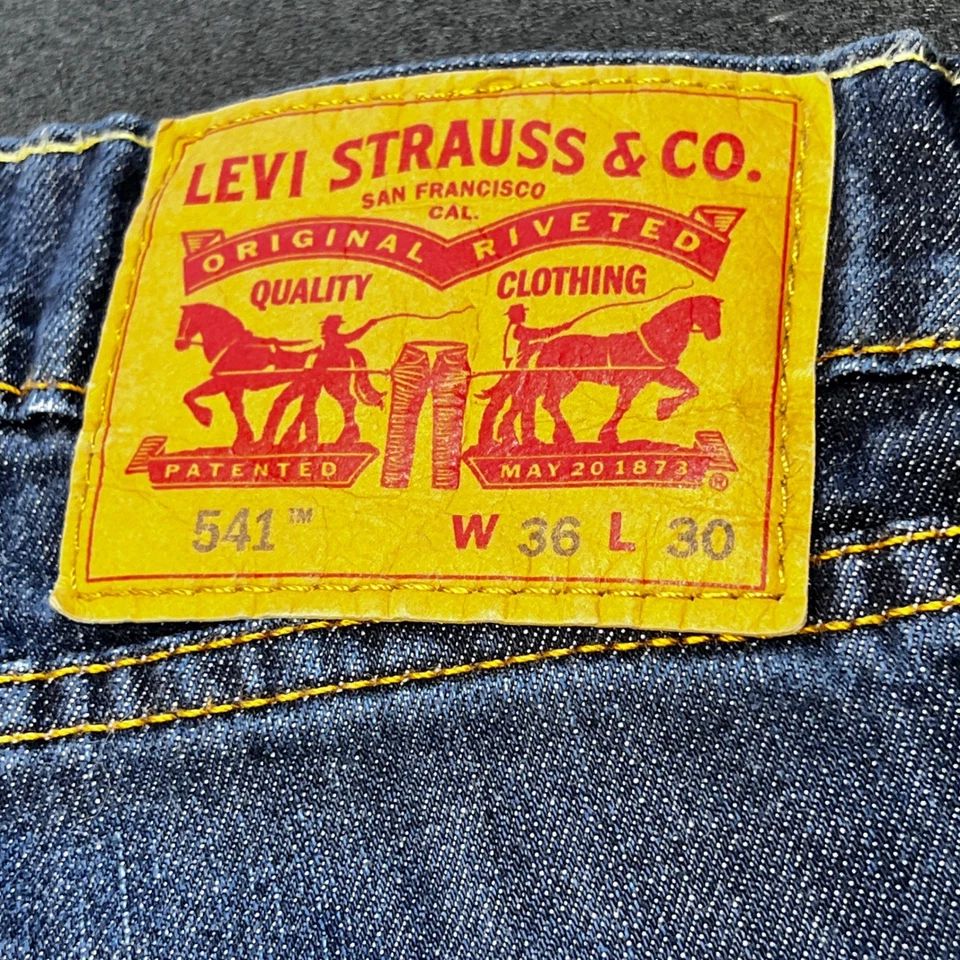 LEVI STRAUSS & CO.
SAN FRANCISCO
CAL.
ORIGINAL RIVETED
QUALITY CLOTHING
PATENTED MAY 20 1873 ®
541™ W 36 L 30